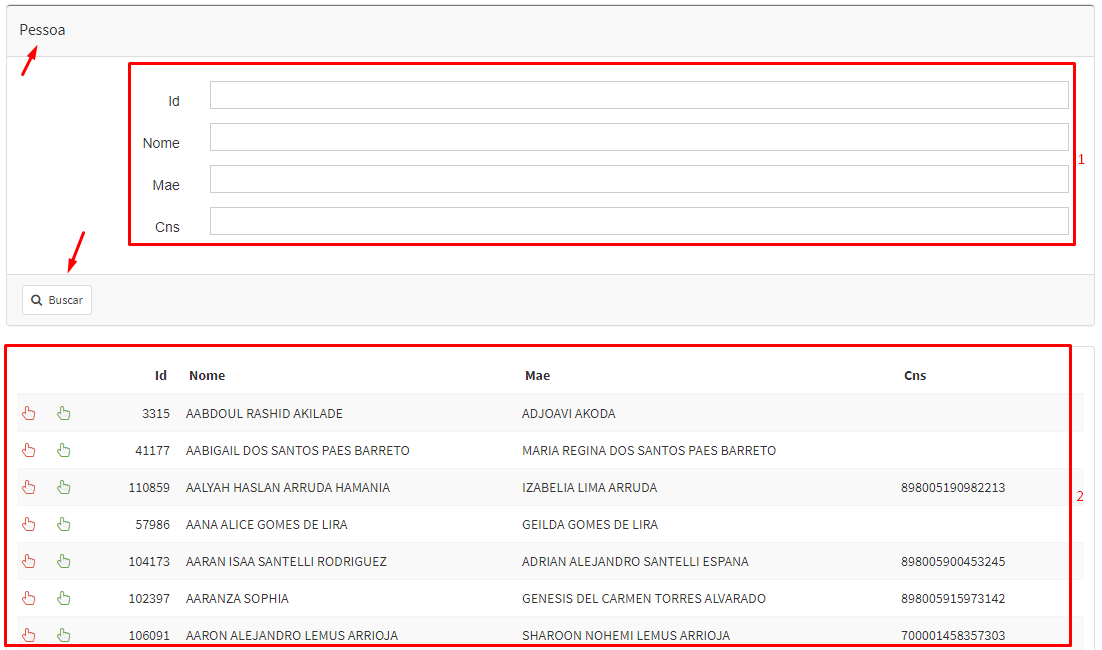 Pessoa
Id
Nome
Mae
Cns
1
Buscar
Id Nome Mae Cns
3315 AABDOUL RASHID AKILADE ADJOAVI AKODA
41177 AABIGAIL DOS SANTOS PAES BARRETO MARIA REGINA DOS SANTOS PAES BARRETO
110859 AALYAH HASLAN ARRUDA HAMANIA IZABELIA LIMA ARRUDA 898005190982213
2
57986 AANA ALICE GOMES DE LIRA GEILDA GOMES DE LIRA
104173 AARAN ISAA SANTELLI RODRIGUEZ ADRIAN ALEJANDRO SANTELLI ESPANA 898005900453245
102397 AARANZA SOPHIA GENESIS DEL CARMEN TORRES ALVARADO 898005915973142
106091 AARON ALEJANDRO LEMUS ARRIOJA SHAROON NOHEMI LEMUS ARRIOJA 700001458357303